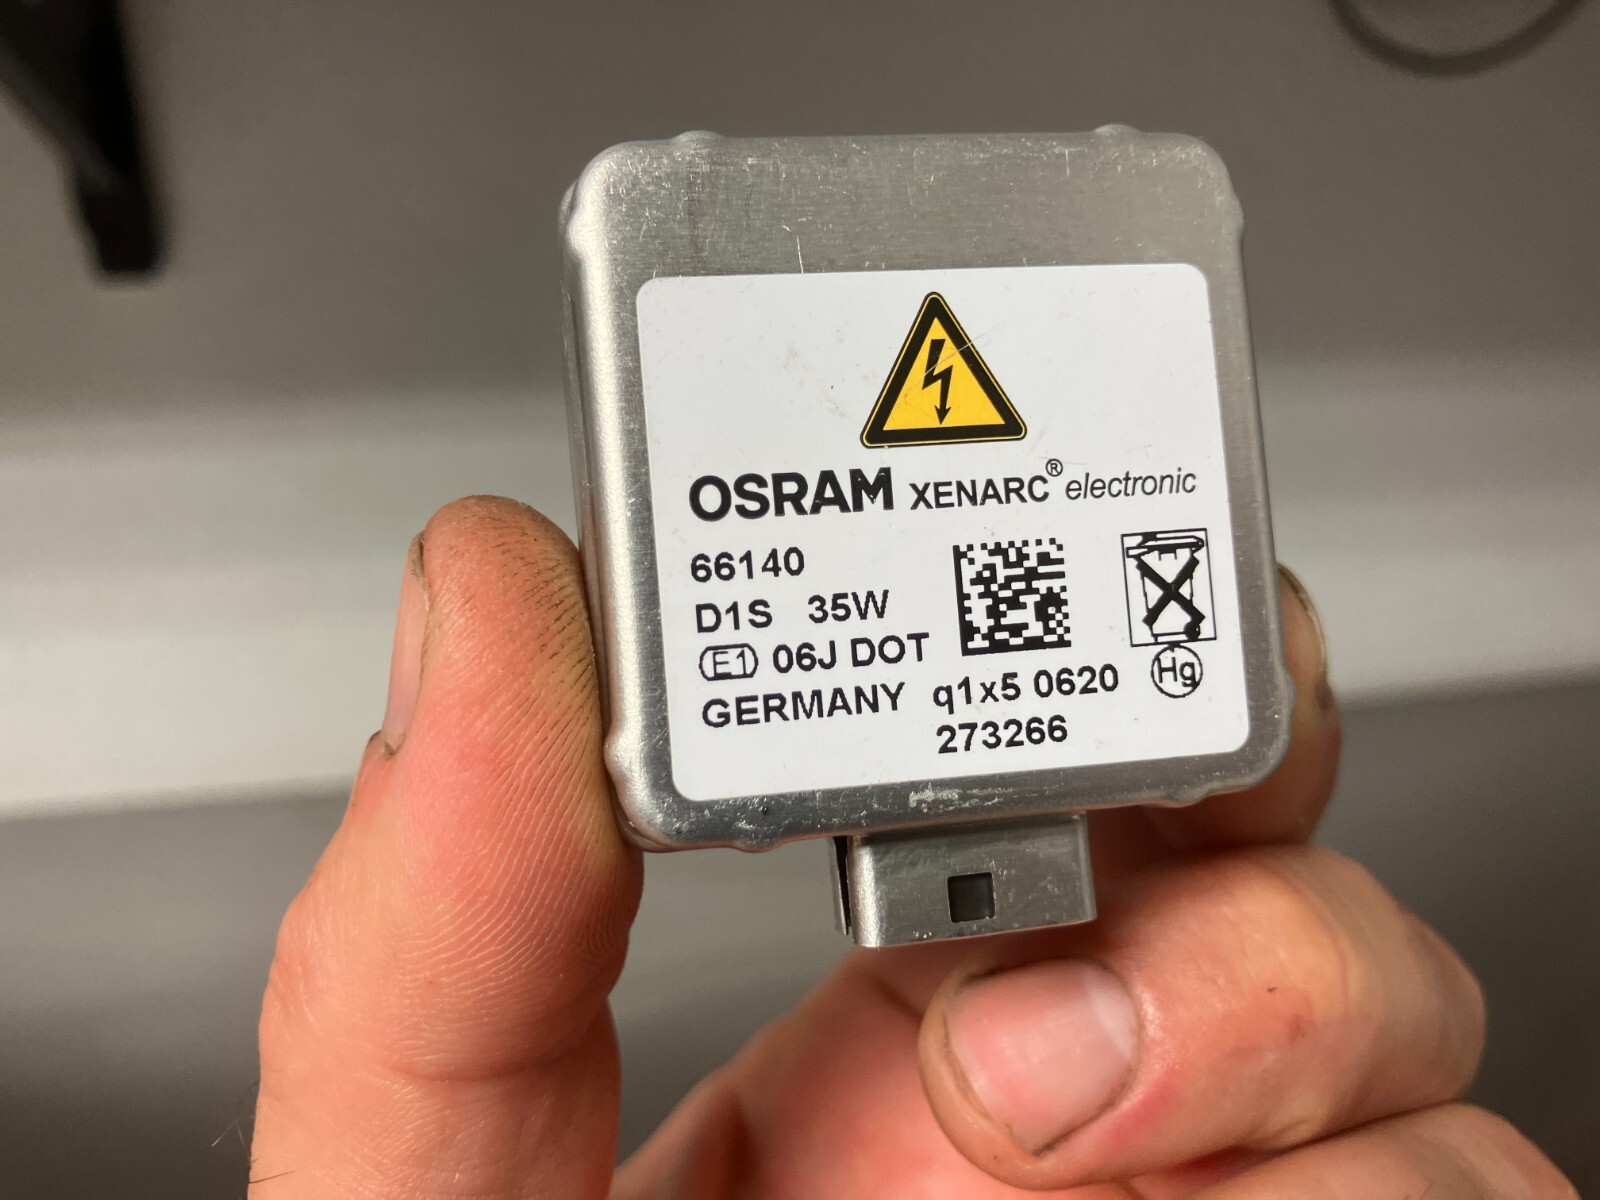 OSRAM XENARC® electronic
66140
D1S 35W
E1 06J DOT
GERMANY q1x5 0620
273266
Hg